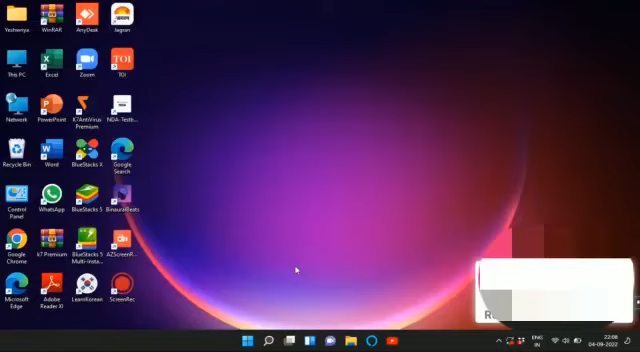 Yeshwnya
WinRAR
AnyDesk
Jagran
This PC
Excel
Zoom
TOI
TOI
Network
PowerPoint
K7AntiVirus
Premium
NDA-Testb...
Recycle Bin
Word
BlueStacks X
Google
Search
Control
Panel
WhatsApp
BlueStacks 5
BinauralBeats
Google
Chrome
k7 Premium
BlueStacks 5
Multi-Insta...
AZScreenR...
Microsoft
Edge
Adobe
Reader XI
LearnKorean
ScreenRec
ENG
IN
22:08
04-09-2022